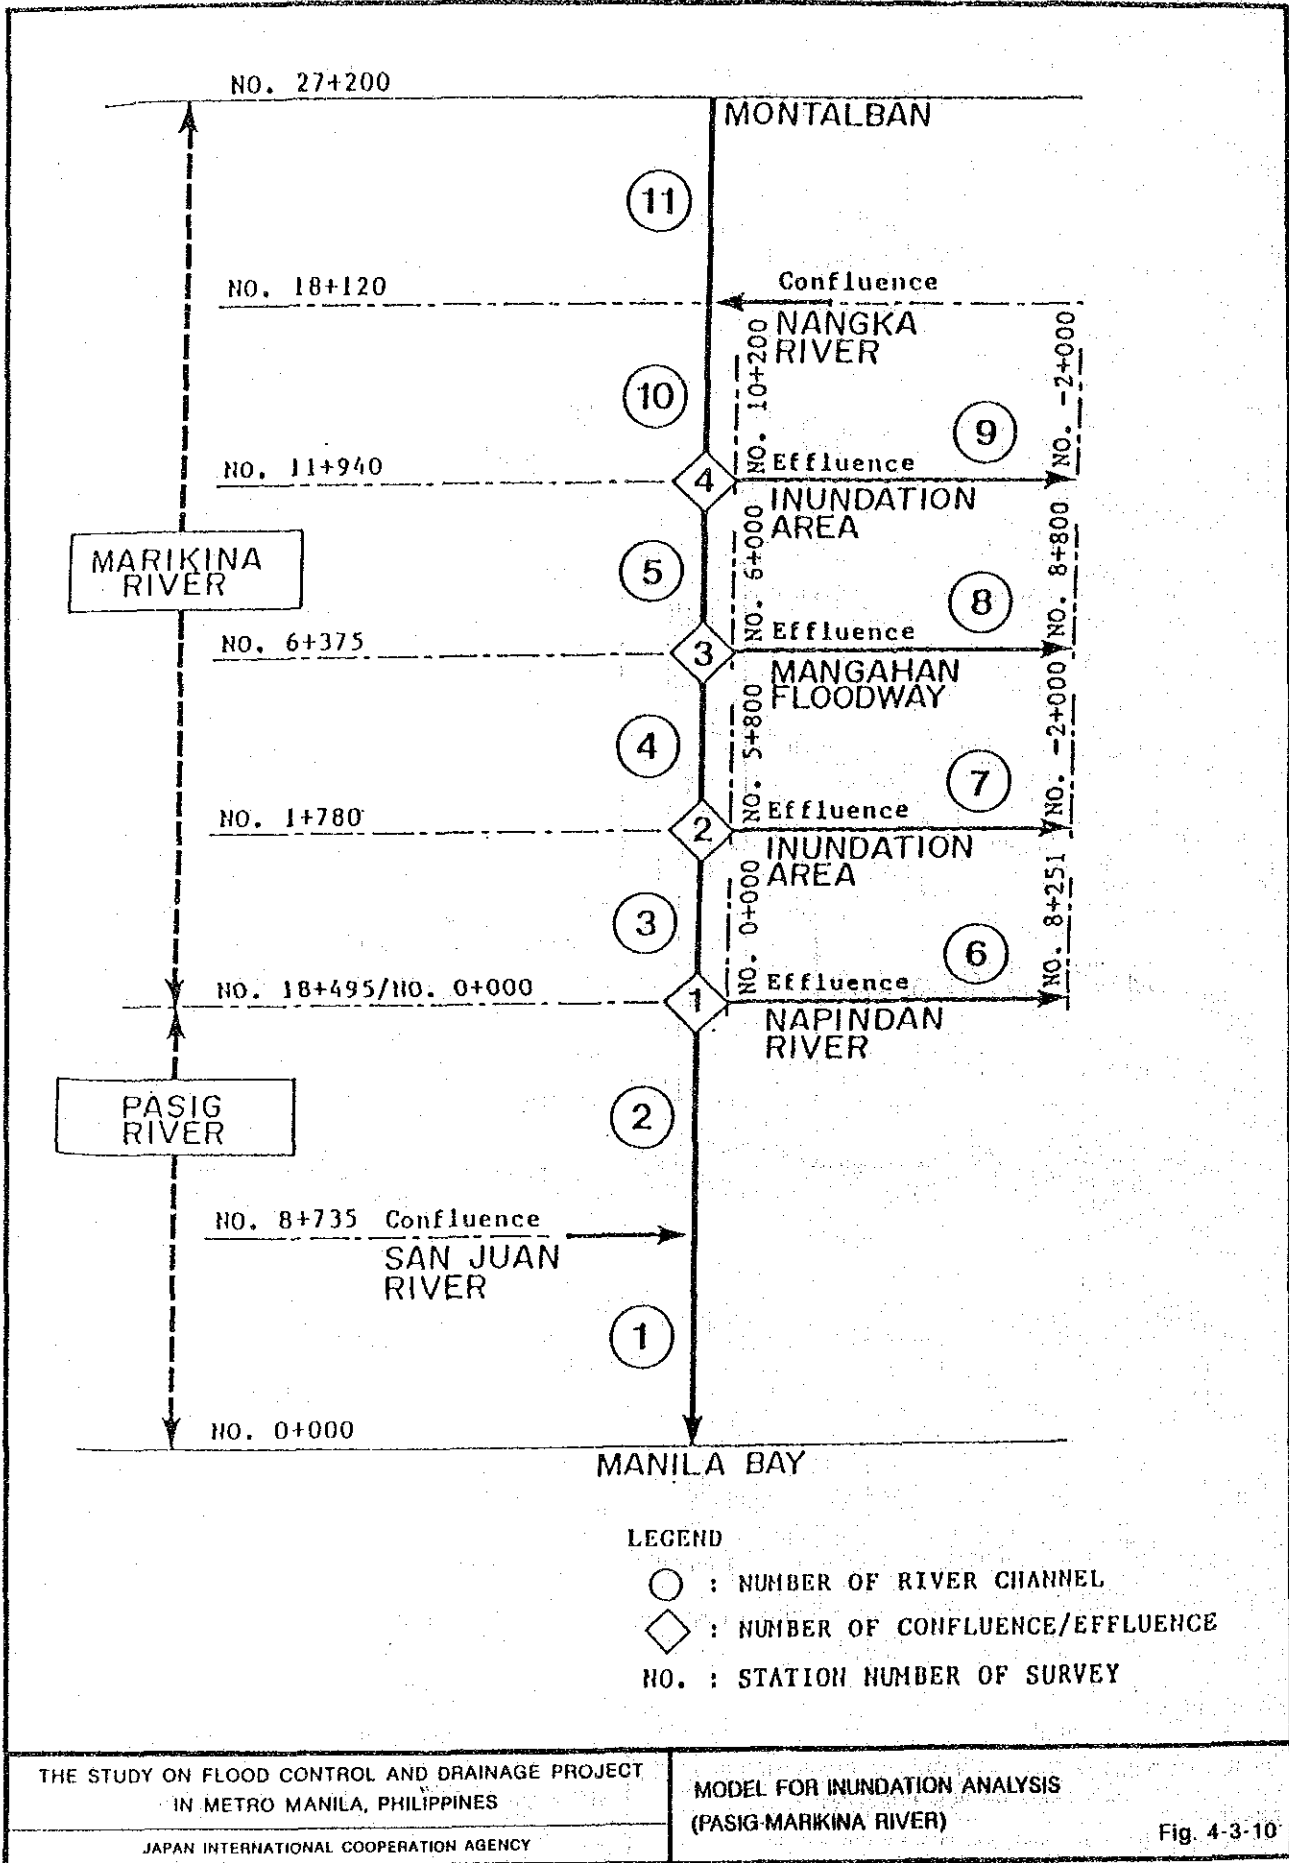 NO. 27+200
MONTALBAN
11
NO. 18+120
Confluence
NANGKA
RIVER
NO. 10+200
NO. -2+000
10
9
NO. 11+940
4
Effluence
INUNDATION
AREA
MARIKINA
RIVER
NO. 6+000
NO. 8+800
5
8
NO. 6+375
3
Effluence
MANGAHAN
FLOODWAY
NO. 5+800
NO. -2+000
4
7
NO. 1+780
2
Effluence
INUNDATION
AREA
NO. 0+000
NO. 8+251
3
6
NO. 18+495/NO. 0+000
1
Effluence
NAPINDAN
RIVER
PASIG
RIVER
2
NO. 8+735 Confluence
SAN JUAN
RIVER
1
NO. 0+000
MANILA BAY
LEGEND
: NUMBER OF RIVER CHANNEL
: NUMBER OF CONFLUENCE/EFFLUENCE
NO. : STATION NUMBER OF SURVEY
THE STUDY ON FLOOD CONTROL AND DRAINAGE PROJECT
IN METRO MANILA, PHILIPPINES
JAPAN INTERNATIONAL COOPERATION AGENCY
MODEL FOR INUNDATION ANALYSIS
(PASIG-MARIKINA RIVER)
Fig. 4-3-10